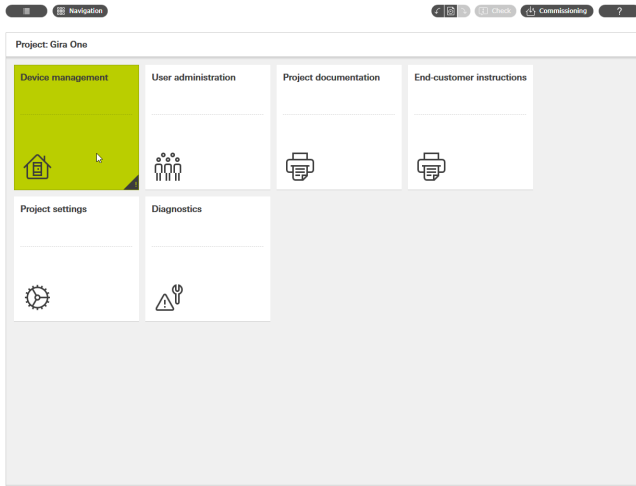 Navigation
Check
Commissioning
?
Project: Gira One
Device management
User administration
Project documentation
End-customer instructions
Project settings
Diagnostics